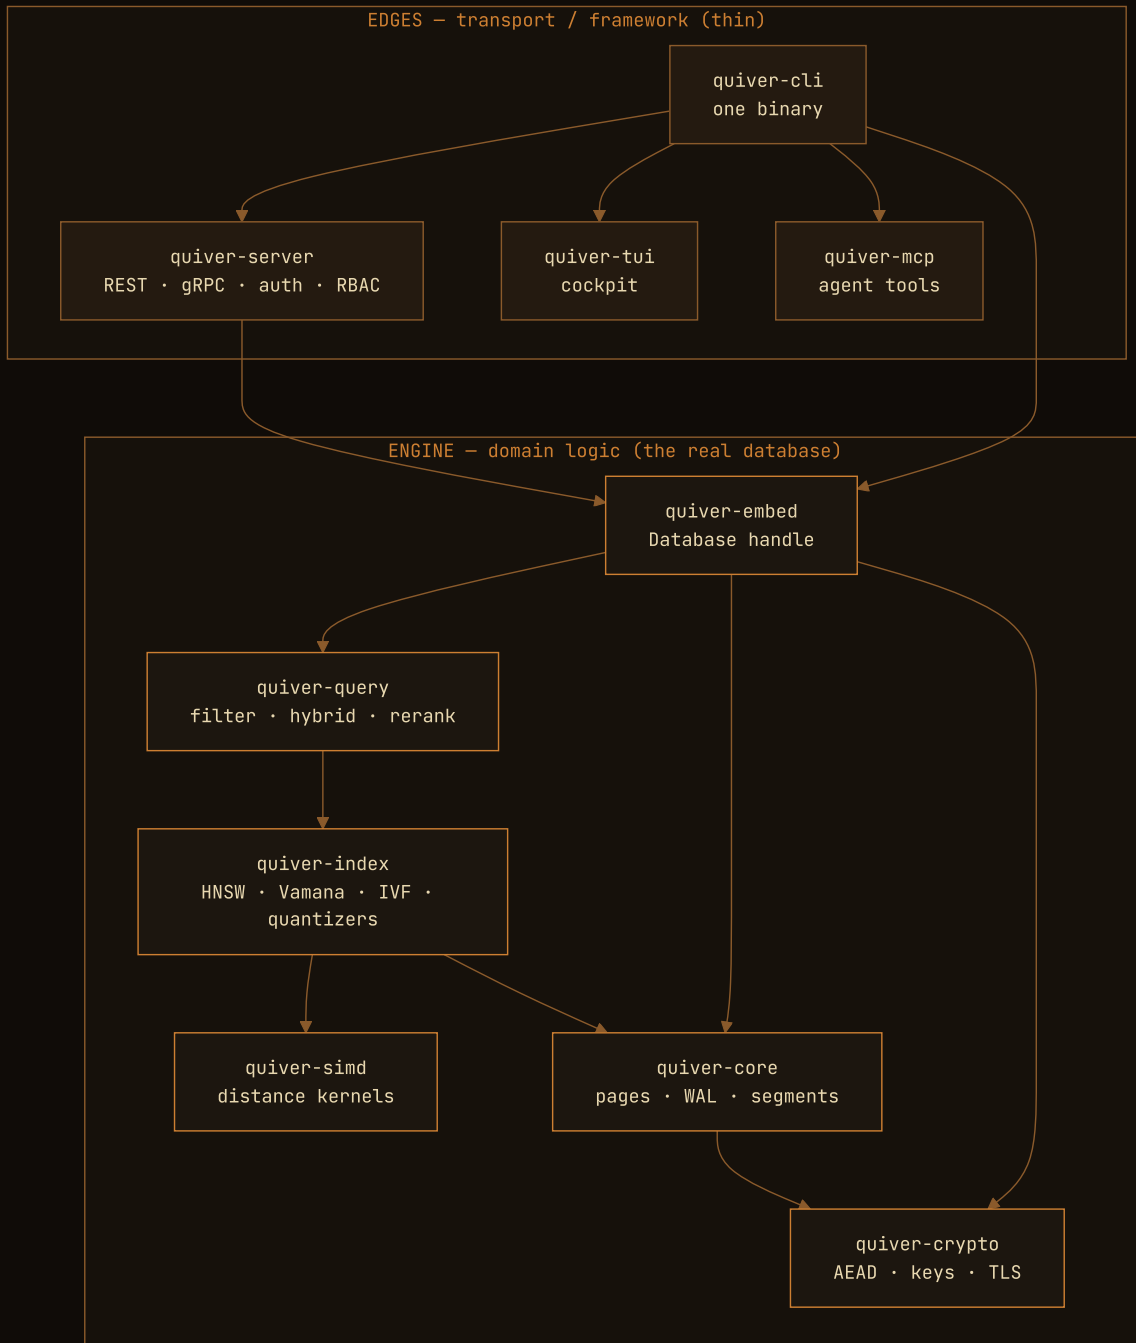 EDGES — transport / framework (thin)
quiver-cli
one binary
quiver-server
REST · gRPC · auth · RBAC
quiver-tui
cockpit
quiver-mcp
agent tools
ENGINE — domain logic (the real database)
quiver-embed
Database handle
quiver-query
filter · hybrid · rerank
quiver-index
HNSW · Vamana · IVF ·
quantizers
quiver-simd
distance kernels
quiver-core
pages · WAL · segments
quiver-crypto
AEAD · keys · TLS